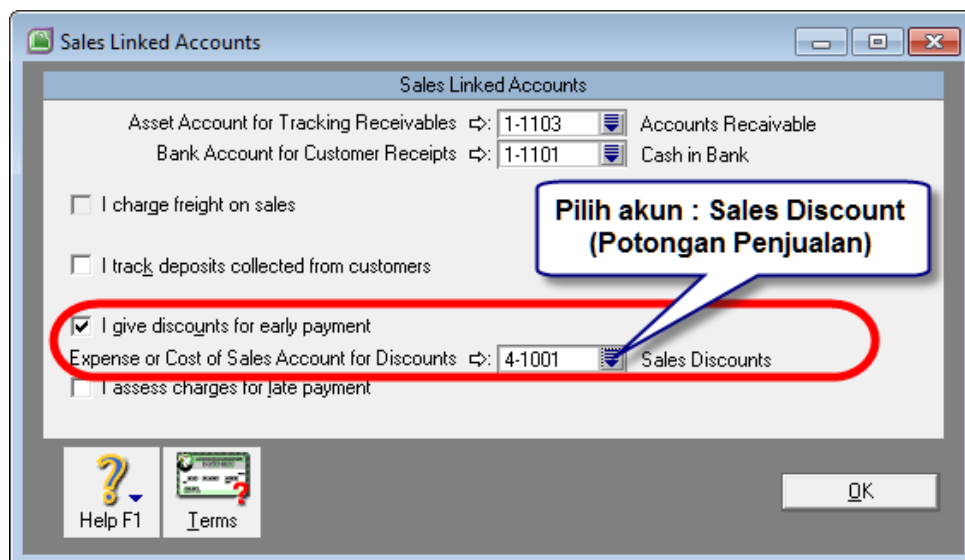 Sales Linked Accounts
Sales Linked Accounts
Asset Account for Tracking Receivables ⇨: 1-1103 Accounts Recaivable
Bank Account for Customer Receipts ⇨: 1-1101 Cash in Bank
I charge freight on sales
Pilih akun : Sales Discount
(Potongan Penjualan)
I track deposits collected from customers
I give discounts for early payment
Expense or Cost of Sales Account for Discounts ⇨: 4-1001 Sales Discounts
I assess charges for late payment
Help F1
Terms
OK